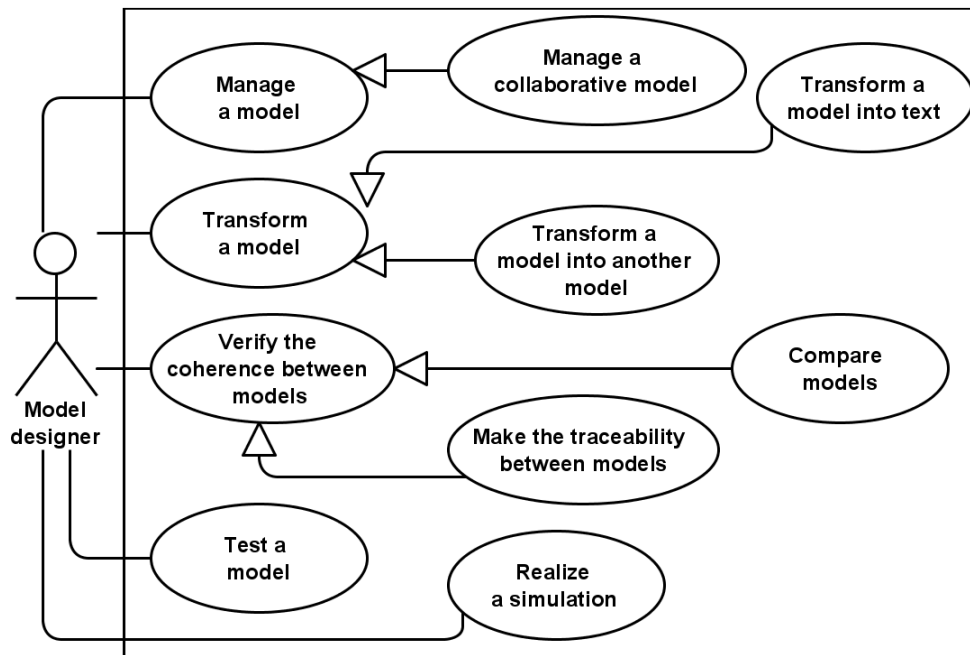 Manage
a model
Manage a
collaborative model
Transform a
model into text
Transform
a model
Transform a
model into another
model
Verify the
coherence between
models
Compare
models
Model
designer
Make the traceability
between models
Test a
model
Realize
a simulation